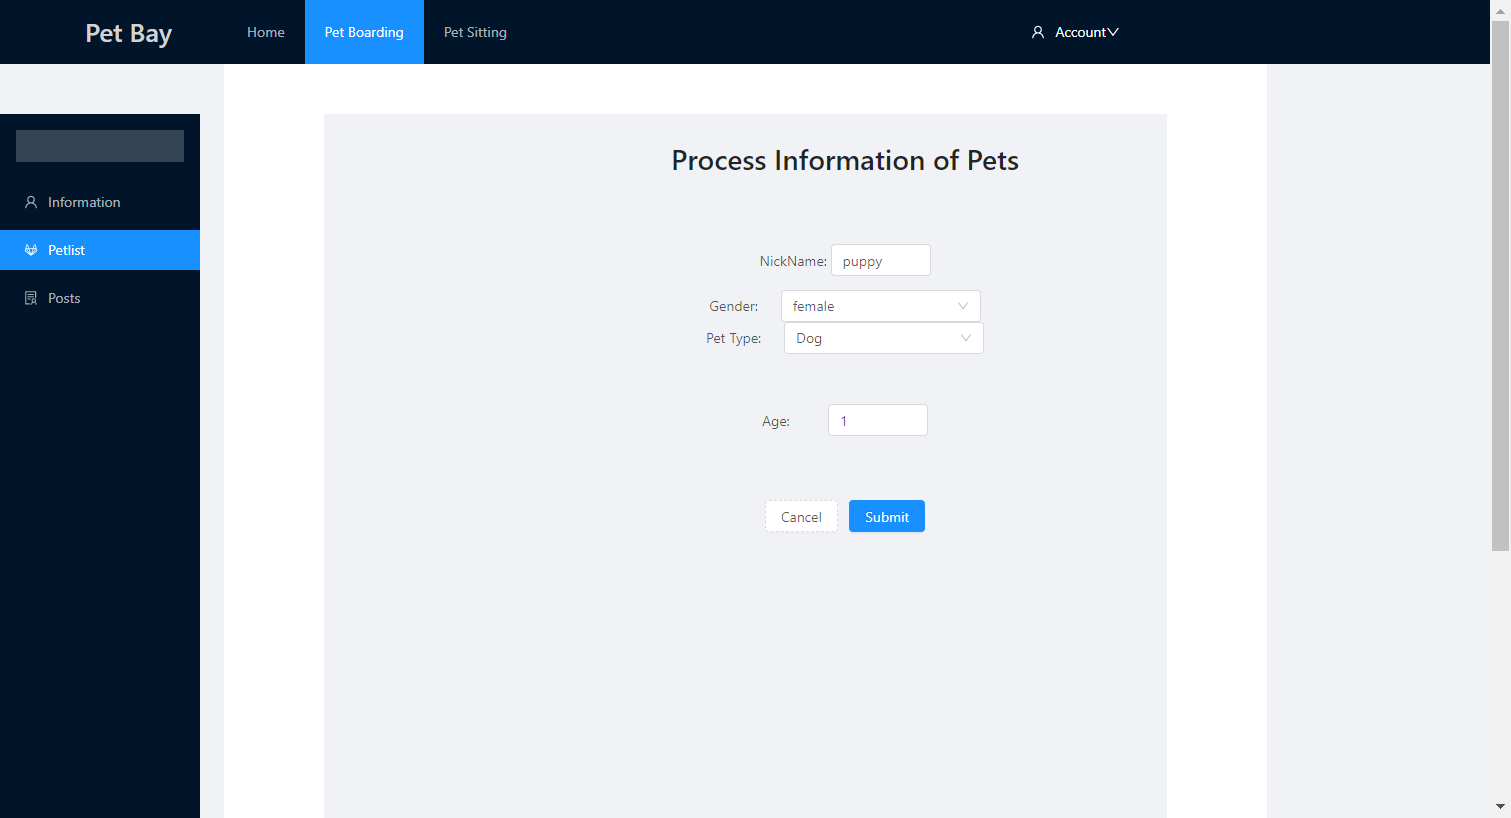 Pet Bay
Home
Pet Boarding
Pet Sitting
Account
Information
Petlist
Posts
Process Information of Pets
NickName: puppy
Gender: female
Pet Type: Dog
Age: 1
Cancel
Submit